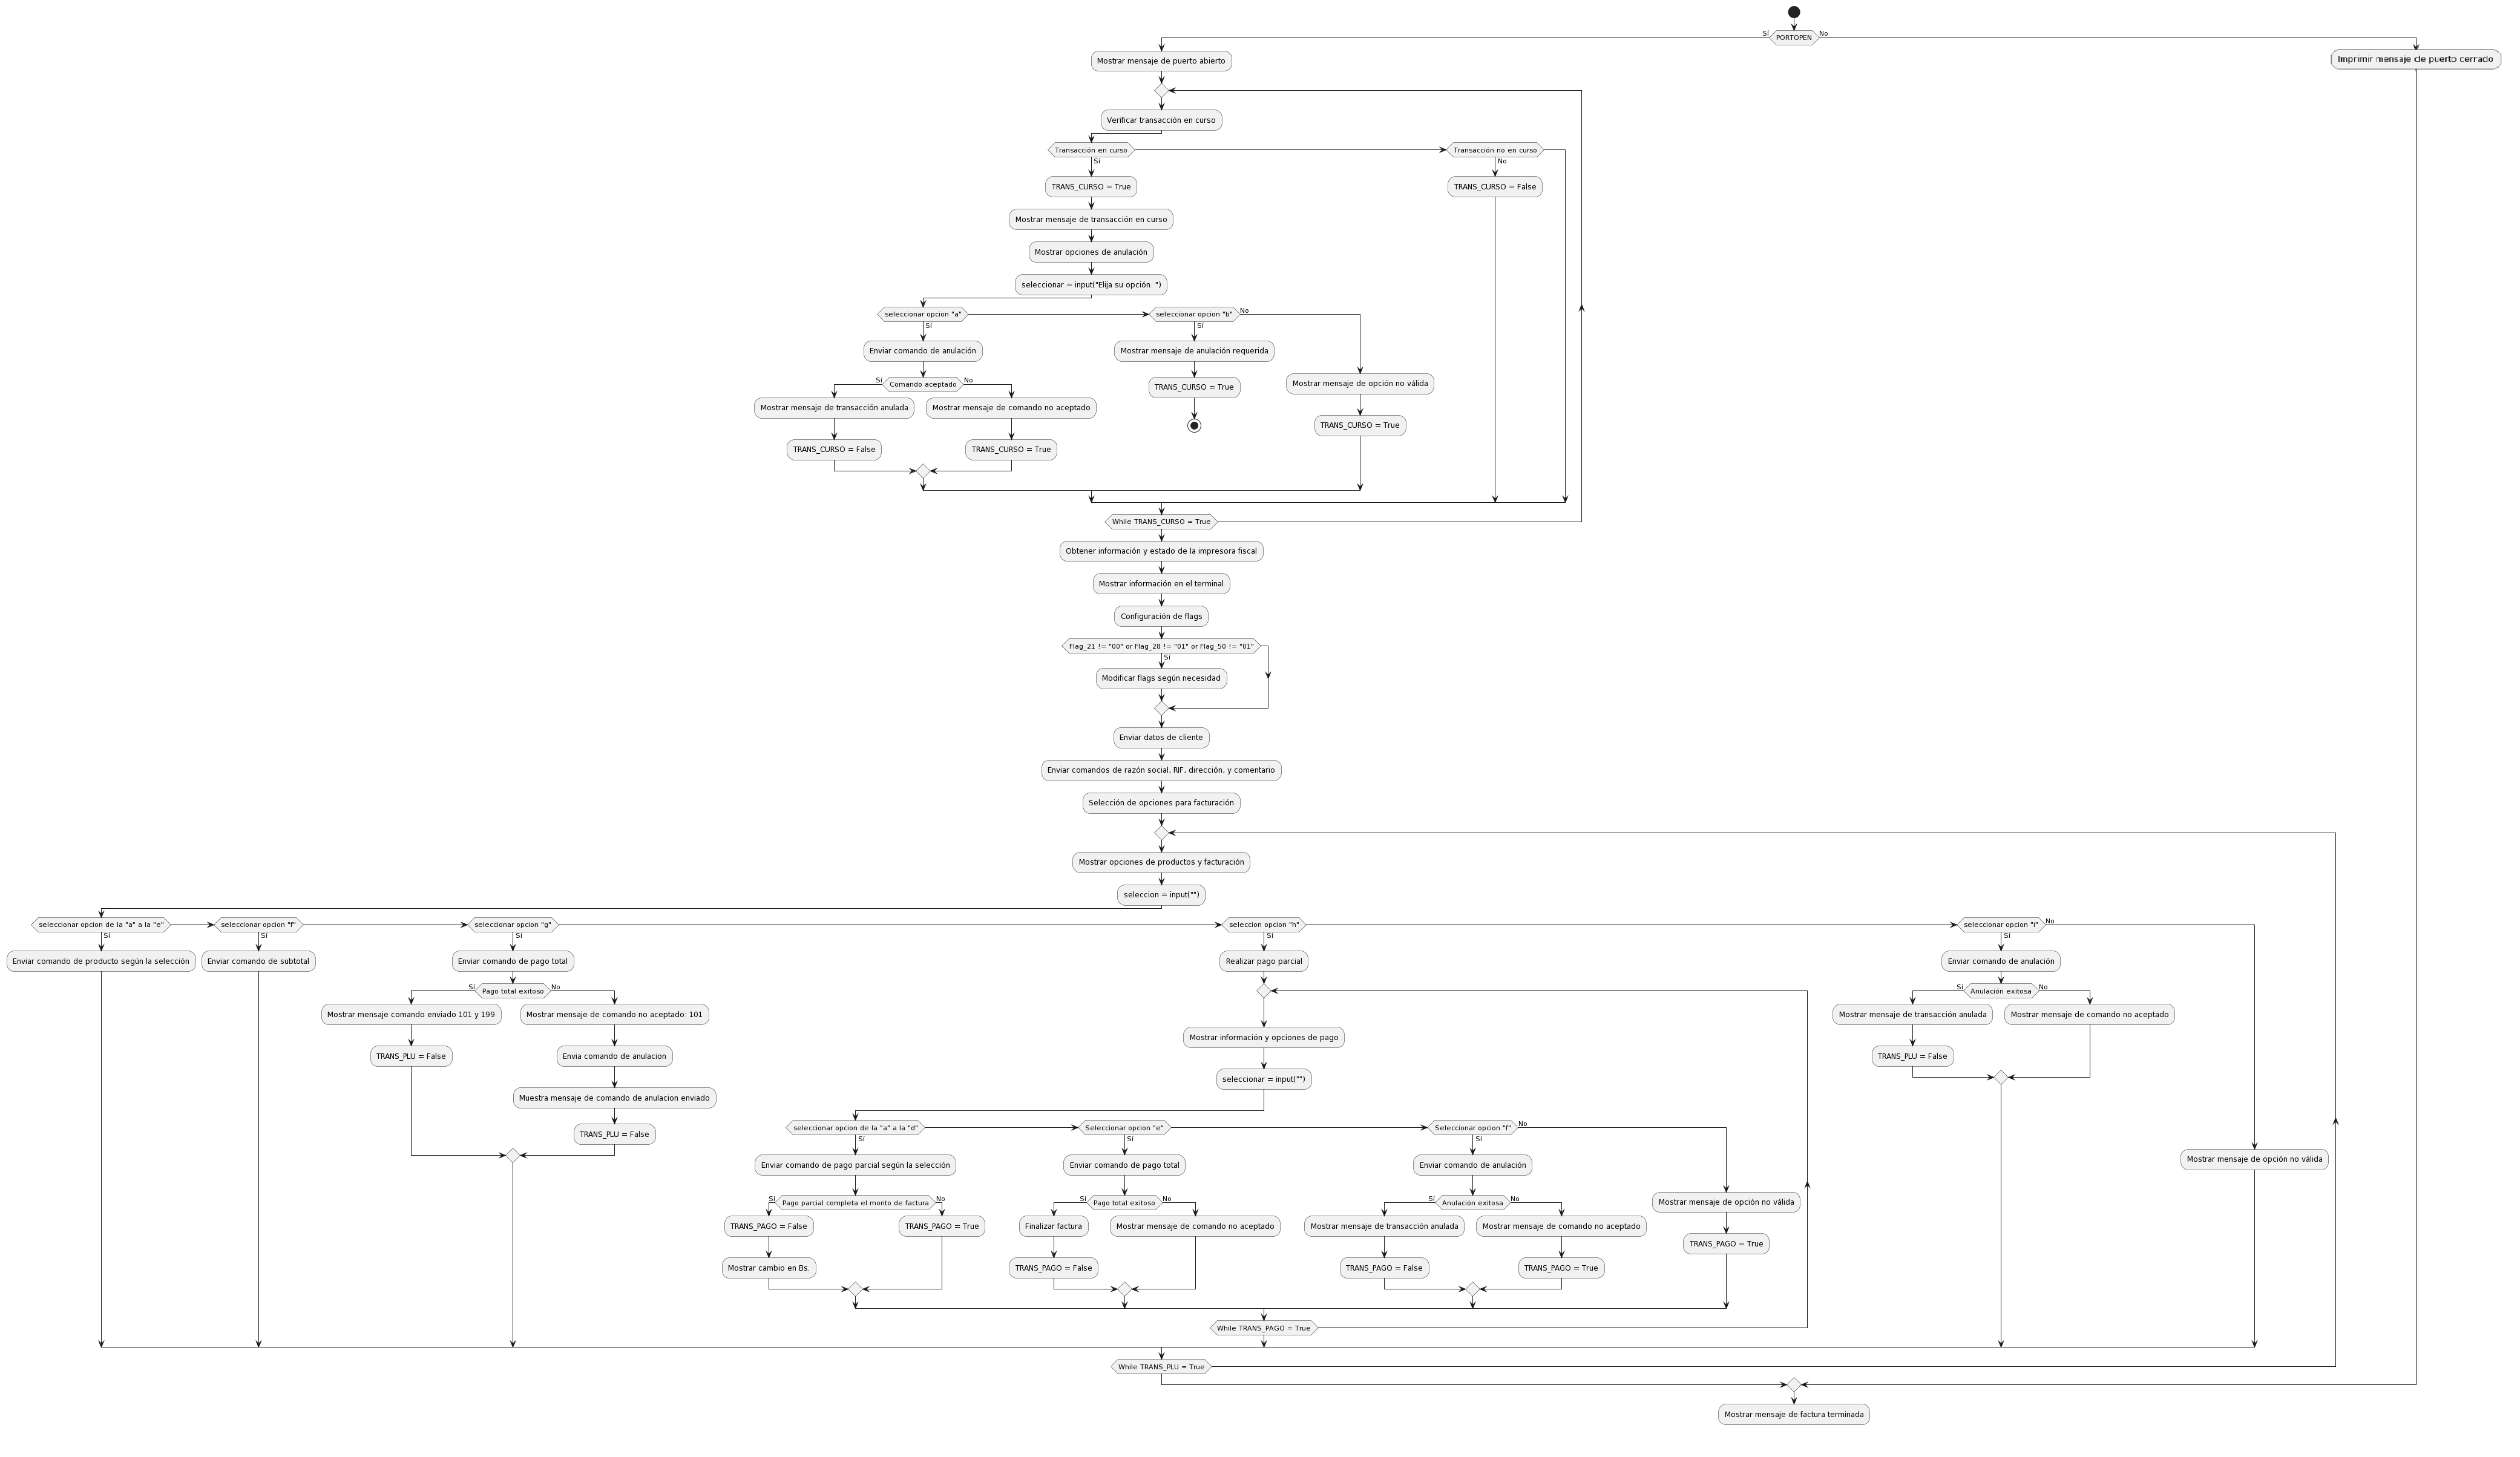 PORTOPEN
Sí
No
Mostrar mensaje de puerto abierto
Imprimir mensaje de puerto cerrado
Verificar transacción en curso
Transacción en curso
Sí
Transacción no en curso
No
TRANS_CURSO = True
TRANS_CURSO = False
Mostrar mensaje de transacción en curso
Mostrar opciones de anulación
seleccionar = input("Elija su opción: ")
seleccionar opcion "a"
Sí
seleccionar opcion "b"
Sí
No
Enviar comando de anulación
Mostrar mensaje de anulación requerida
Comando aceptado
Sí
No
Mostrar mensaje de opción no válida
TRANS_CURSO = True
Mostrar mensaje de transacción anulada
Mostrar mensaje de comando no aceptado
TRANS_CURSO = True
TRANS_CURSO = False
TRANS_CURSO = True
While TRANS_CURSO = True
Obtener información y estado de la impresora fiscal
Mostrar información en el terminal
Configuración de flags
Flag_21 != "00" or Flag_28 != "01" or Flag_50 != "01"
Sí
Modificar flags según necesidad
Enviar datos de cliente
Enviar comandos de razón social, RIF, dirección, y comentario
Selección de opciones para facturación
Mostrar opciones de productos y facturación
seleccion = input("")
seleccionar opcion de la "a" a la "e"
Sí
seleccionar opcion "f"
Sí
seleccionar opcion "g"
Sí
seleccion opcion "h"
Sí
seleccionar opcion "i"
Sí
No
Enviar comando de producto según la selección
Enviar comando de subtotal
Enviar comando de pago total
Realizar pago parcial
Enviar comando de anulación
Pago total exitoso
Sí
No
Anulación exitosa
Sí
No
Mostrar mensaje comando enviado 101 y 199
Mostrar mensaje de comando no aceptado: 101
Mostrar mensaje de transacción anulada
Mostrar mensaje de comando no aceptado
Mostrar información y opciones de pago
TRANS_PLU = False
Envia comando de anulacion
TRANS_PLU = False
seleccionar = input("")
Muestra mensaje de comando de anulacion enviado
TRANS_PLU = False
seleccionar opcion de la "a" a la "d"
Sí
Seleccionar opcion "e"
Sí
Seleccionar opcion "f"
Sí
No
Mostrar mensaje de opción no válida
Enviar comando de pago parcial según la selección
Enviar comando de pago total
Enviar comando de anulación
Pago parcial completa el monto de factura
Sí
No
Pago total exitoso
Sí
No
Anulación exitosa
Sí
No
Mostrar mensaje de opción no válida
TRANS_PAGO = False
TRANS_PAGO = True
Finalizar factura
Mostrar mensaje de comando no aceptado
Mostrar mensaje de transacción anulada
Mostrar mensaje de comando no aceptado
TRANS_PAGO = True
Mostrar cambio en Bs.
TRANS_PAGO = False
TRANS_PAGO = False
TRANS_PAGO = True
While TRANS_PAGO = True
While TRANS_PLU = True
Mostrar mensaje de factura terminada